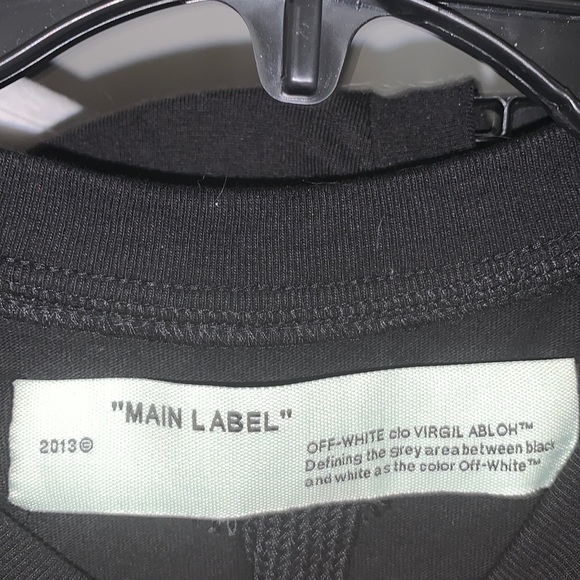 "MAIN LABEL"
2013©
OFF-WHITE c/o VIRGIL ABLOH™
Defining the grey area between black
and white as the color Off-White™